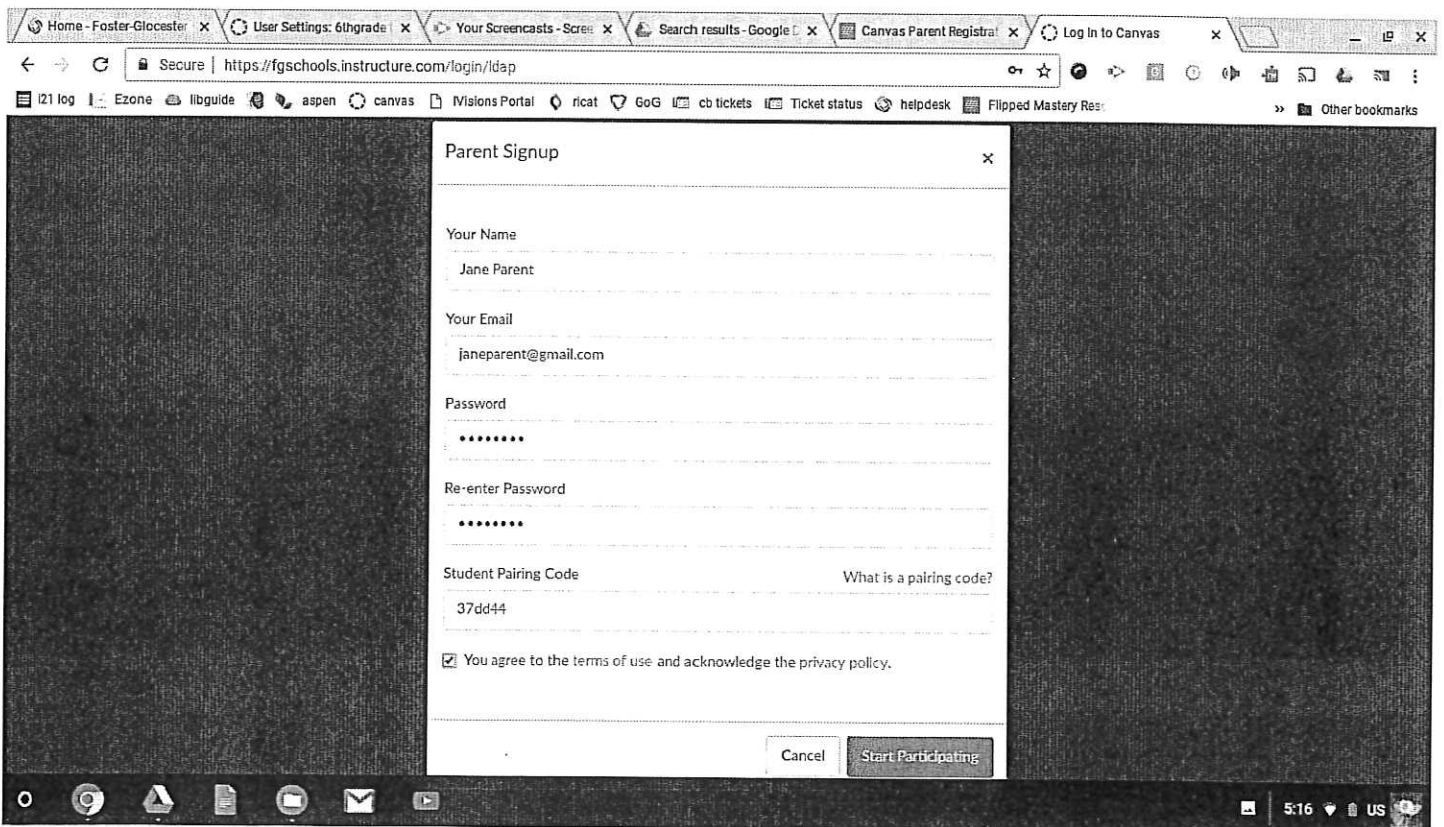 Home - Foster-Glocester
User Settings: 6thgrade
Your Screencasts - Scree
Search results - Google D
Canvas Parent Registrat
Log In to Canvas
Secure | https://fgschools.instructure.com/login/ldap
i21 log
Ezone
libguide
aspen
canvas
iVisions Portal
ricat
GoG
cb tickets
Ticket status
helpdesk
Flipped Mastery Res
Other bookmarks
Parent Signup
Your Name
Jane Parent
Your Email
janeparent@gmail.com
Password
••••••••
Re-enter Password
••••••••
Student Pairing Code
What is a pairing code?
37dd44
You agree to the terms of use and acknowledge the privacy policy.
Cancel
Start Participating
5:16
US